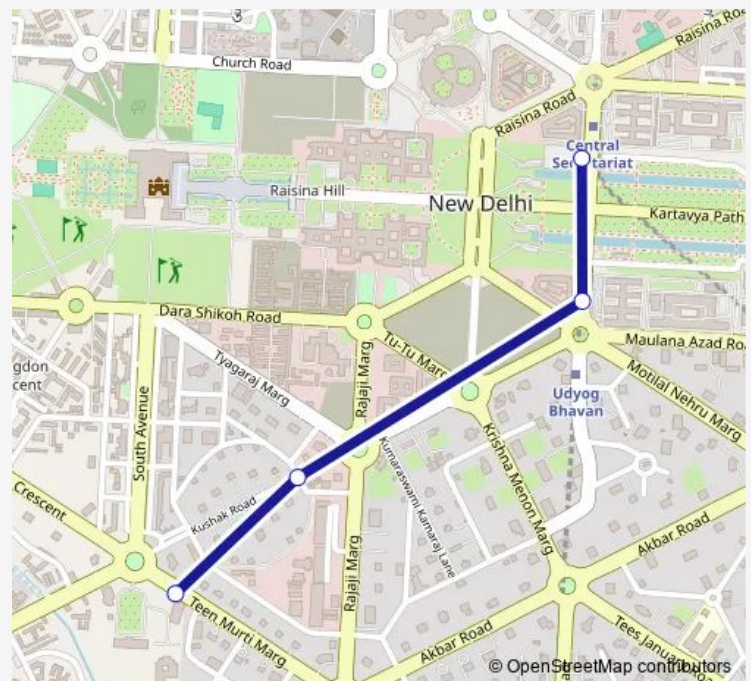 Raisina Road
Church Road
Raisina Road
Central
Secretariat
Raisina Hill
New Delhi
Kartavya Path
Dara Shikoh Road
Tu-Tu Marg
Maulana Azad Ro
Tyagaraj Marg
Rajaji Marg
gdon
cent
Udyog
Bhavan
Motilal Nehru Marg
South Avenue
Krishna Menon Marg
Kumaraswami Kamaraj Lane
Crescent
Kushak Road
Akbar Road
Rajaji Marg
Teen Murti Marg
Akbar Road
Tees Januar
© OpenStreetMap contributors